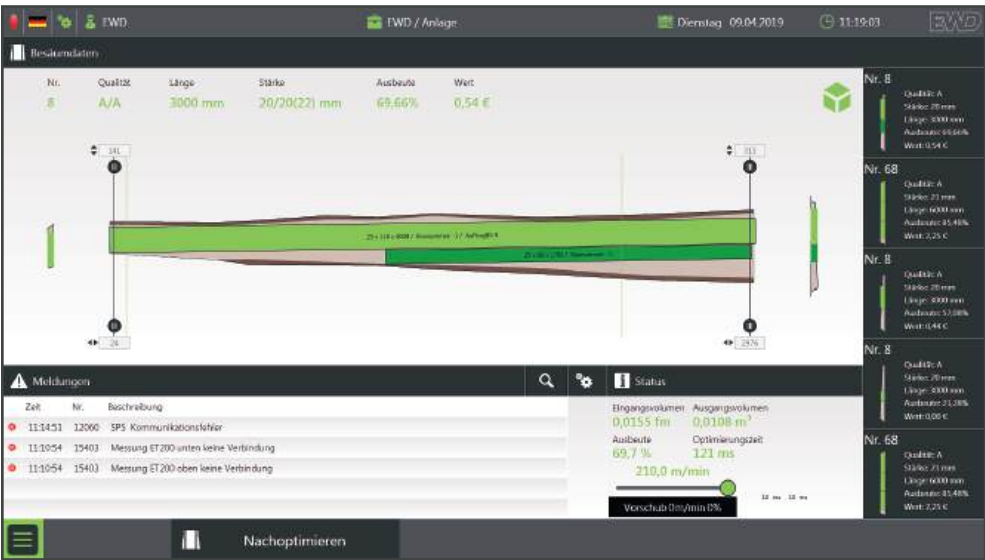 EWD
EWD / Anlage
Dienstag 09.04.2019
11:19:03
EWD
Besäumdaten
Nr. Qualität Länge Stärke Ausbeute Wert
8 A/A 3000 mm 20/20(22) mm 69,66% 0,54 €
141
313
24
2976
Nr. 8
Qualität: A
Stärke: 20 mm
Länge: 3000 mm
Ausbeute: 69,66%
Wert: 0,54 €
Nr. 68
Qualität: A
Stärke: 21 mm
Länge: 6000 mm
Ausbeute: 85,48%
Wert: 2,25 €
Nr. 8
Qualität: A
Stärke: 20 mm
Länge: 3000 mm
Ausbeute: 57,08%
Wert: 0,44 €
Nr. 8
Qualität: A
Stärke: 20 mm
Länge: 3000 mm
Ausbeute: 21,28%
Wert: 0,00 €
Nr. 68
Qualität: A
Stärke: 21 mm
Länge: 6000 mm
Ausbeute: 85,48%
Wert: 2,25 €
Meldungen
Zeit Nr. Beschreibung
11:14:51 12060 SPS Kommunikationsfehler
11:10:54 15403 Messung ET200 unten keine Verbindung
11:10:54 15403 Messung ET200 oben keine Verbindung
Status
Eingangsvolumen Ausgangsvolumen
0,0155 fm 0,0108 m³
Ausbeute Optimierungszeit
69,7 % 121 ms
210,0 m/min
Vorschub 0m/min 0%
Nachoptimieren